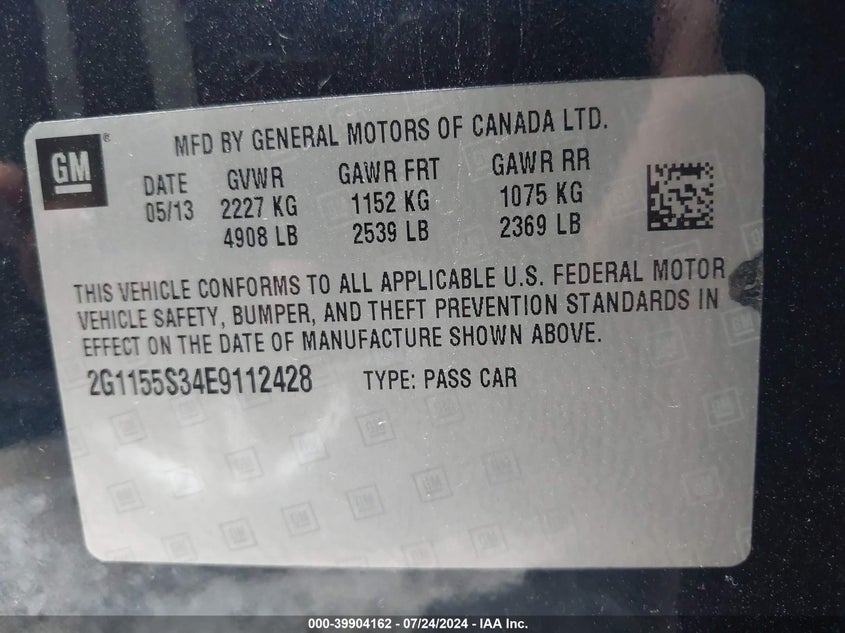 GM ®
MFD BY GENERAL MOTORS OF CANADA LTD.
DATE GVWR GAWR FRT GAWR RR
05/13 2227 KG 1152 KG 1075 KG
4908 LB 2539 LB 2369 LB
THIS VEHICLE CONFORMS TO ALL APPLICABLE U.S. FEDERAL MOTOR
VEHICLE SAFETY, BUMPER, AND THEFT PREVENTION STANDARDS IN
EFFECT ON THE DATE OF MANUFACTURE SHOWN ABOVE.
2G1155S34E9112428 TYPE: PASS CAR
000-39904162 - 07/24/2024 - IAA Inc.